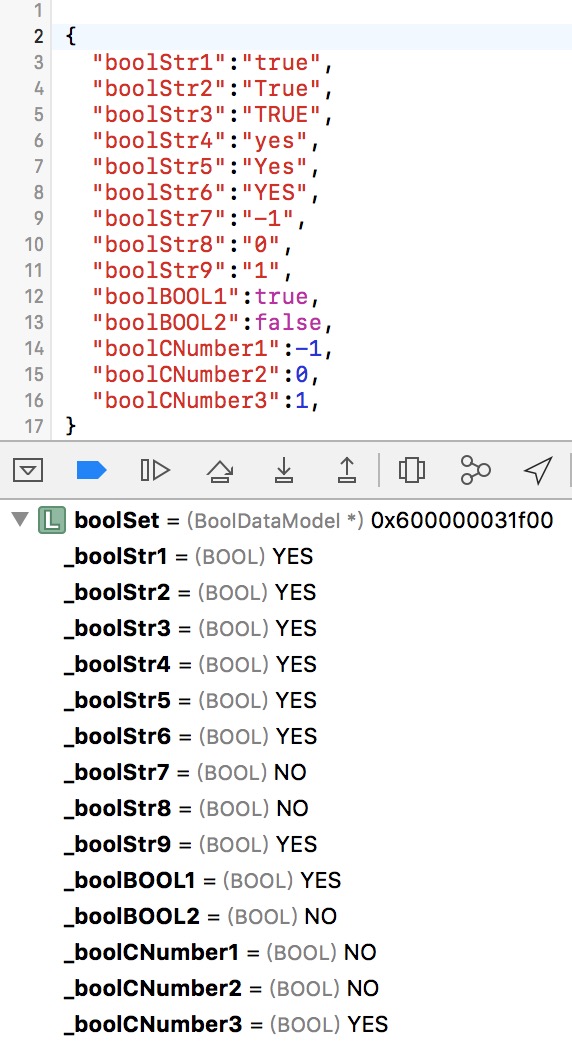 1
2 {
3 "boolStr1":"true",
4 "boolStr2":"True",
5 "boolStr3":"TRUE",
6 "boolStr4":"yes",
7 "boolStr5":"Yes",
8 "boolStr6":"YES",
9 "boolStr7":"-1",
10 "boolStr8":"0",
11 "boolStr9":"1",
12 "boolBOOL1":true,
13 "boolBOOL2":false,
14 "boolCNumber1":-1,
15 "boolCNumber2":0,
16 "boolCNumber3":1,
17 }
L boolSet = (BoolDataModel *) 0x600000031f00
_boolStr1 = (BOOL) YES
_boolStr2 = (BOOL) YES
_boolStr3 = (BOOL) YES
_boolStr4 = (BOOL) YES
_boolStr5 = (BOOL) YES
_boolStr6 = (BOOL) YES
_boolStr7 = (BOOL) NO
_boolStr8 = (BOOL) NO
_boolStr9 = (BOOL) YES
_boolBOOL1 = (BOOL) YES
_boolBOOL2 = (BOOL) NO
_boolCNumber1 = (BOOL) NO
_boolCNumber2 = (BOOL) NO
_boolCNumber3 = (BOOL) YES